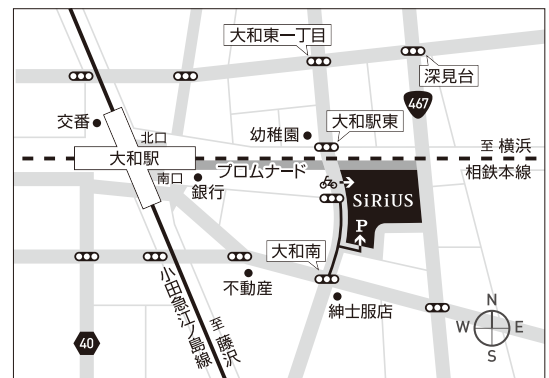 大和東一丁目
深見台
467
交番
北口
幼稚園
大和駅東
至 横浜
大和駅
プロムナード
相鉄本線
南口
銀行
SiRiUS
P
大和南
不動産
小田急江ノ島線
至 藤沢
紳士服店
40
N
W
E
S